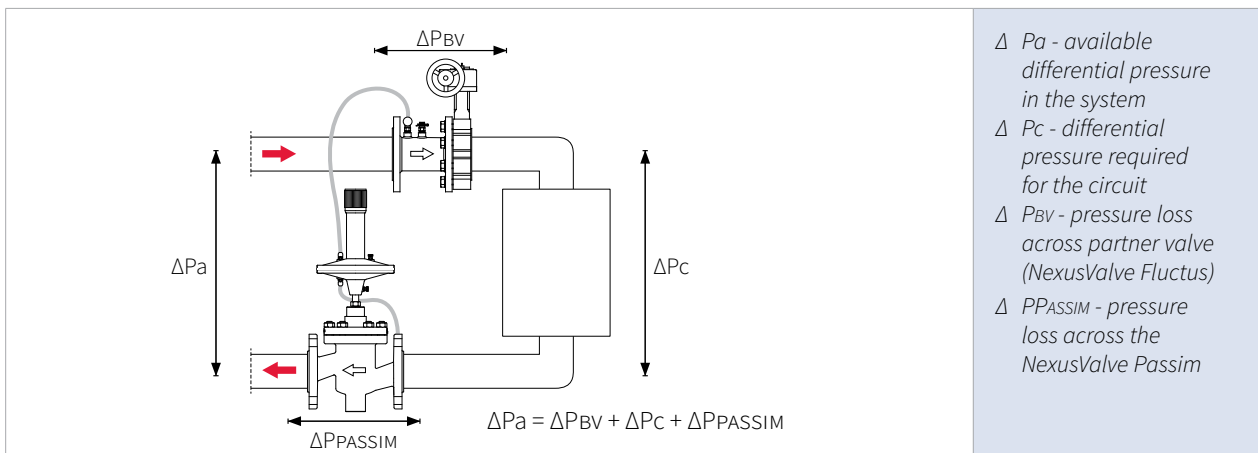 ΔPBV
ΔPa
ΔPc
ΔPPASSIM
ΔPa = ΔPBV + ΔPc + ΔPPASSIM
Δ Pa - available
differential pressure
in the system
Δ Pc - differential
pressure required
for the circuit
Δ PBV - pressure loss
across partner valve
(NexusValve Fluctus)
Δ PPASSIM - pressure
loss across the
NexusValve Passim